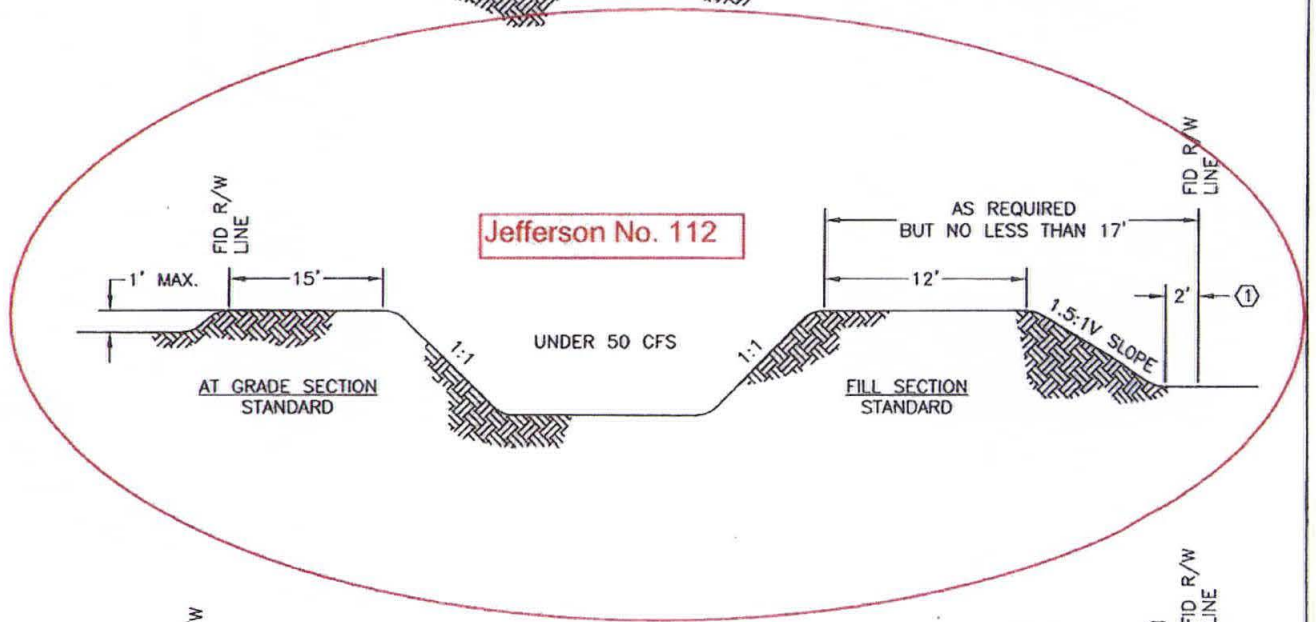 FID R/W
LINE
FID R/W
LINE
Jefferson No. 112
AS REQUIRED
BUT NO LESS THAN 17'
1' MAX.
15'
12'
2'
1
1:1
UNDER 50 CFS
1:1
1.5:1V SLOPE
AT GRADE SECTION
STANDARD
FILL SECTION
STANDARD
W
FID R/W
LINE